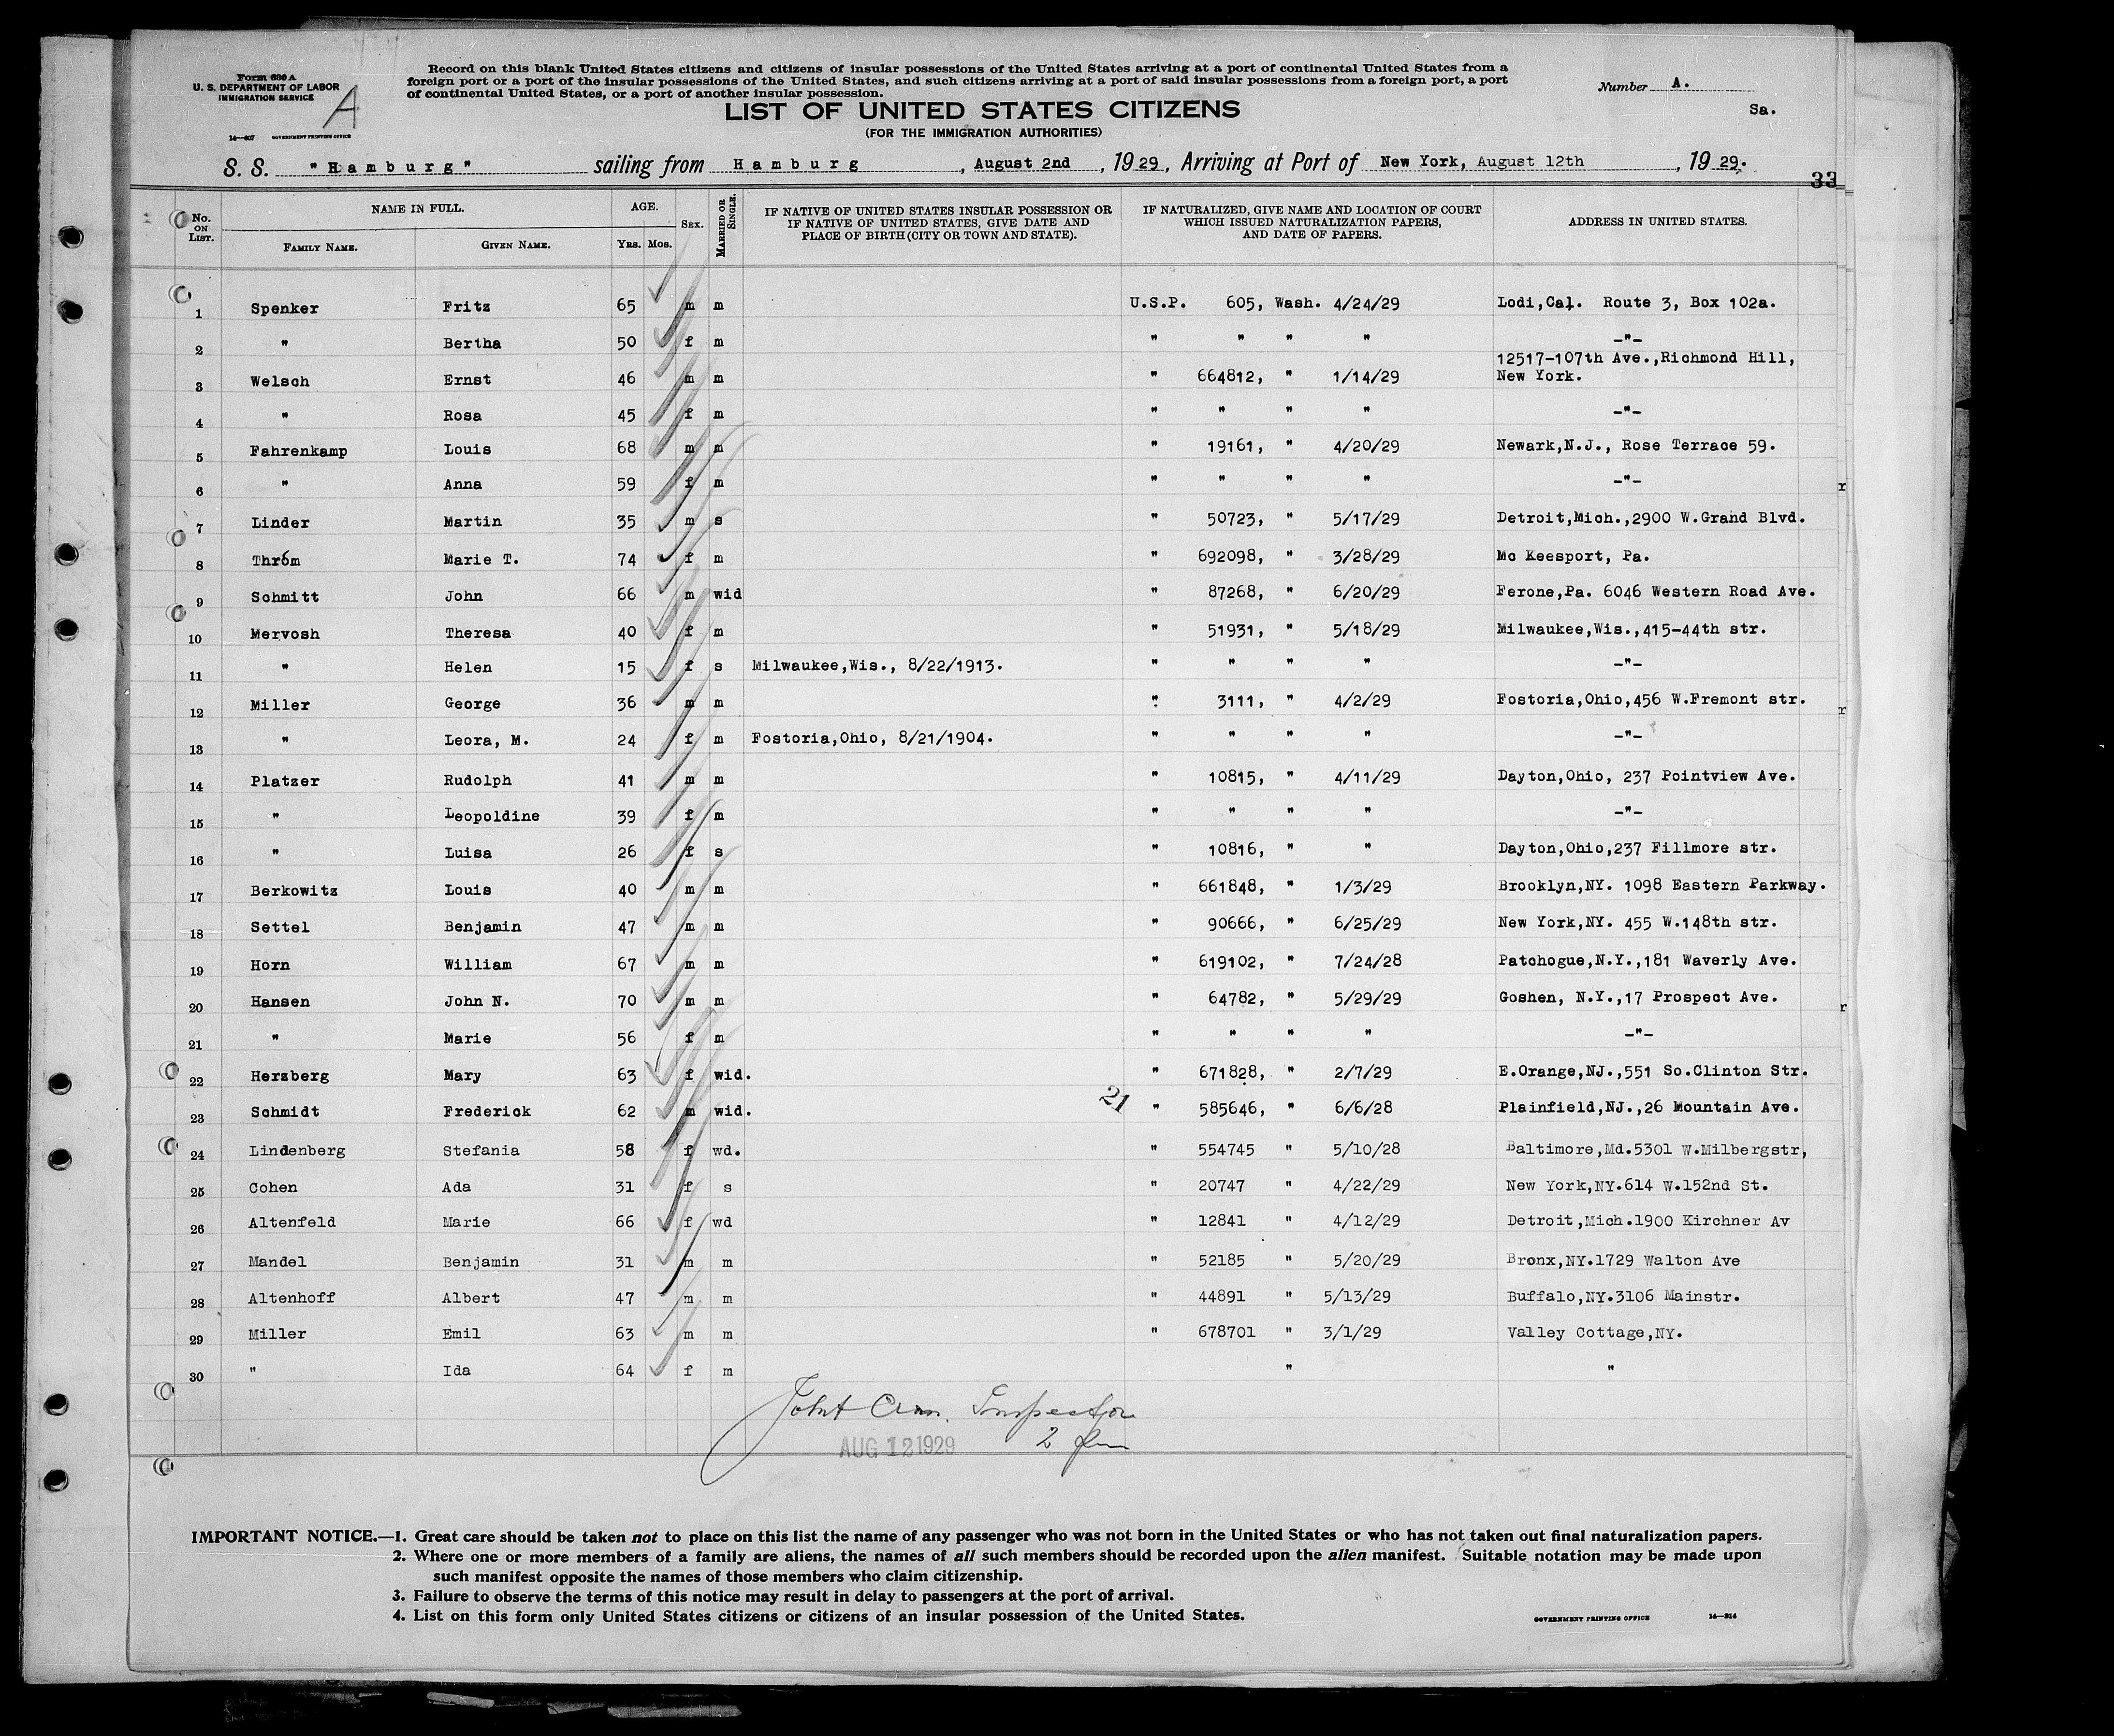 Form 630 A
U. S. DEPARTMENT OF LABOR
IMMIGRATION SERVICE
A
14—607 GOVERNMENT PRINTING OFFICE
Record on this blank United States citizens and citizens of insular possessions of the United States arriving at a port of continental United States from a
foreign port or a port of the insular possessions of the United States, and such citizens arriving at a port of said insular possessions from a foreign port, a port
of continental United States, or a port of another insular possession.
Number A.
Sa.
LIST OF UNITED STATES CITIZENS
(FOR THE IMMIGRATION AUTHORITIES)
S. S. "Hamburg" sailing from Hamburg, August 2nd, 1929, Arriving at Port of New York, August 12th, 1929.
33
No. ON LIST. NAME IN FULL. FAMILY NAME. GIVEN NAME. AGE. Yrs. Mos. SEX. MARRIED OR SINGLE. IF NATIVE OF UNITED STATES INSULAR POSSESSION OR IF NATIVE OF UNITED STATES, GIVE DATE AND PLACE OF BIRTH (CITY OR TOWN AND STATE). IF NATURALIZED, GIVE NAME AND LOCATION OF COURT WHICH ISSUED NATURALIZATION PAPERS, AND DATE OF PAPERS. ADDRESS IN UNITED STATES.
1 Spenker Fritz 65 m m U.S.P. 605, Wash. 4/24/29 Lodi,Cal. Route 3, Box 102a.
2 " Bertha 50 f m " " " " -"-
3 Welsch Ernst 46 m m " 664812, " 1/14/29 12517-107th Ave.,Richmond Hill, New York.
4 " Rosa 45 f m " " " " -"-
5 Fahrenkamp Louis 68 m m " 19161, " 4/20/29 Newark,N.J., Rose Terrace 59.
6 " Anna 59 f m " " " " -"-
7 Linder Martin 35 m s " 50723, " 5/17/29 Detroit,Mich.,2900 W.Grand Blvd.
8 Thróm Marie T. 74 f m " 692098, " 3/28/29 Mc Keesport, Pa.
9 Schmitt John 66 m wid " 87268, " 6/20/29 Ferone,Pa. 6046 Western Road Ave.
10 Mervosh Theresa 40 f m " 51931, " 5/18/29 Milwaukee,Wis.,415-44th str.
11 " Helen 15 f s Milwaukee,Wis., 8/22/1913. " " " " -"-
12 Miller George 36 m m " 3111, " 4/2/29 Fostoria,Ohio,456 W.Fremont str.
13 " Leora, M. 24 f m Fostoria,Ohio, 8/21/1904. " " " " -"-
14 Platzer Rudolph 41 m m " 10815, " 4/11/29 Dayton,Ohio, 237 Pointview Ave.
15 " Leopoldine 39 f m " " " " -"-
16 " Luisa 26 f s " 10816, " " Dayton,Ohio,237 Fillmore str.
17 Berkowitz Louis 40 m m " 661848, " 1/3/29 Brooklyn,NY. 1098 Eastern Parkway.
18 Settel Benjamin 47 m m " 90666, " 6/25/29 New York,NY. 455 W.148th str.
19 Horn William 67 m m " 619102, " 7/24/28 Patchogue,N.Y.,181 Waverly Ave.
20 Hansen John N. 70 m m " 64782, " 5/29/29 Goshen, N.Y.,17 Prospect Ave.
21 " Marie 56 f m " " " " -"-
22 Herzberg Mary 63 f wid. " 671828, " 2/7/29 E.Orange,NJ.,551 So.Clinton Str.
23 Schmidt Frederick 62 m wid. 21 " 585646, " 6/6/28 Plainfield,NJ.,26 Mountain Ave.
24 Lindenberg Stefania 58 f wd. " 554745 " 5/10/28 Baltimore,Md.5301 W.Milbergstr,
25 Cohen Ada 31 f s " 20747 " 4/22/29 New York,NY.614 W.152nd St.
26 Altenfeld Marie 66 f wd " 12841 " 4/12/29 Detroit,Mich.1900 Kirchner Av
27 Mandel Benjamin 31 m m " 52185 " 5/20/29 Bronx,NY.1729 Walton Ave
28 Altenhoff Albert 47 m m " 44891 " 5/13/29 Buffalo,NY.3106 Mainstr.
29 Miller Emil 63 m m " 678701 " 3/1/29 Valley Cottage,NY.
30 " Ida 64 f m " "
Inspector
AUG 12 1929 2
IMPORTANT NOTICE.—1. Great care should be taken not to place on this list the name of any passenger who was not born in the United States or who has not taken out final naturalization papers.
2. Where one or more members of a family are aliens, the names of all such members should be recorded upon the alien manifest. Suitable notation may be made upon
such manifest opposite the names of those members who claim citizenship.
3. Failure to observe the terms of this notice may result in delay to passengers at the port of arrival.
4. List on this form only United States citizens or citizens of an insular possession of the United States.
GOVERNMENT PRINTING OFFICE 14—214